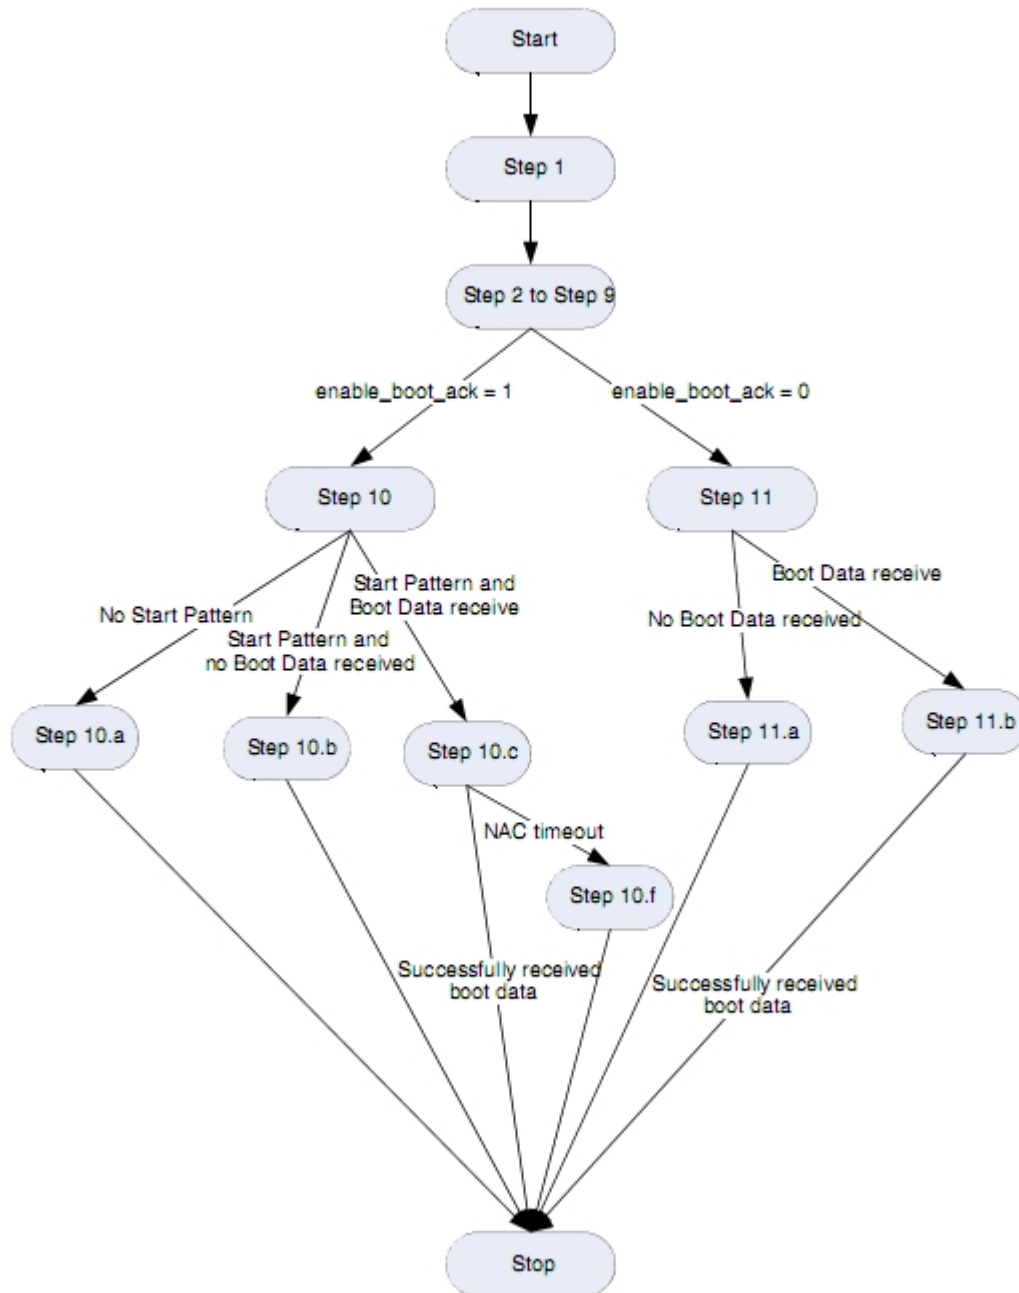 Start
Step 1
Step 2 to Step 9
enable_boot_ack = 1
enable_boot_ack = 0
Step 10
Step 11
Start Pattern and
Boot Data receive
Boot Data receive
No Start Pattern
No Boot Data received
Start Pattern and
no Boot Data received
Step 10.a
Step 10.b
Step 10.c
Step 11.a
Step 11.b
NAC timeout
Step 10.f
Successfully received
boot data
Successfully received
boot data
Stop